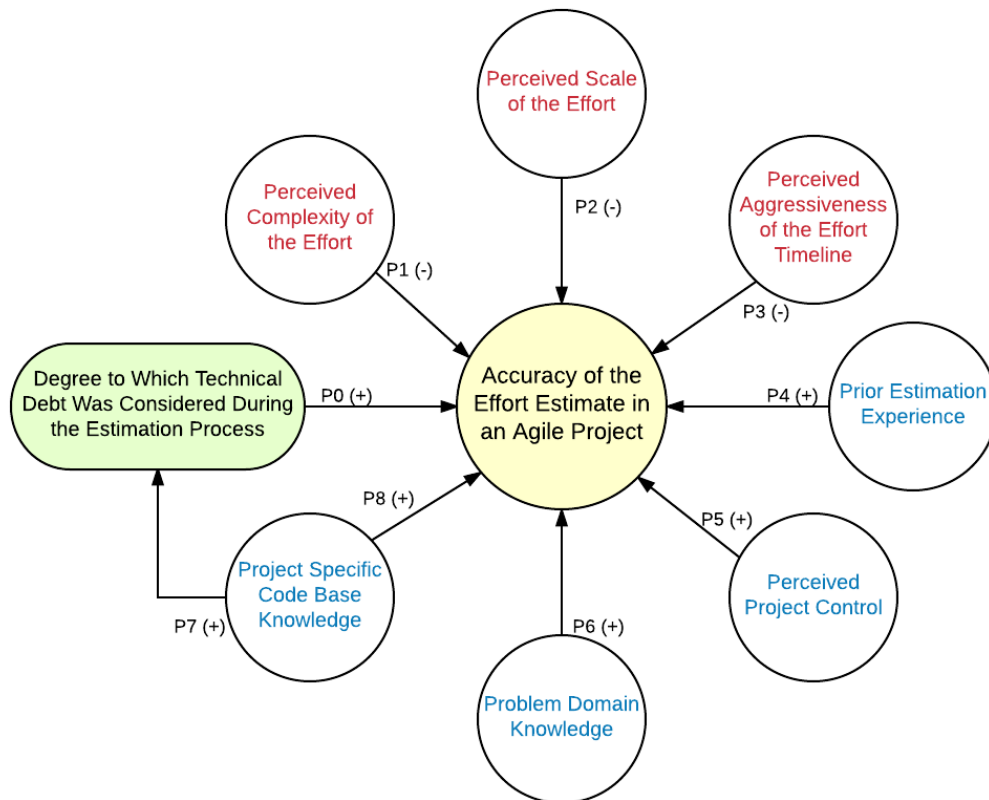 Perceived Scale
of the Effort
Perceived
Complexity of
the Effort
Perceived
Aggressiveness
of the Effort
Timeline
P2 (-)
P1 (-)
P3 (-)
Degree to Which Technical
Debt Was Considered During
the Estimation Process
P0 (+)
Accuracy of the
Effort Estimate in
an Agile Project
P4 (+)
Prior Estimation
Experience
P8 (+)
P5 (+)
Project Specific
Code Base
Knowledge
Perceived
Project Control
P7 (+)
P6 (+)
Problem Domain
Knowledge